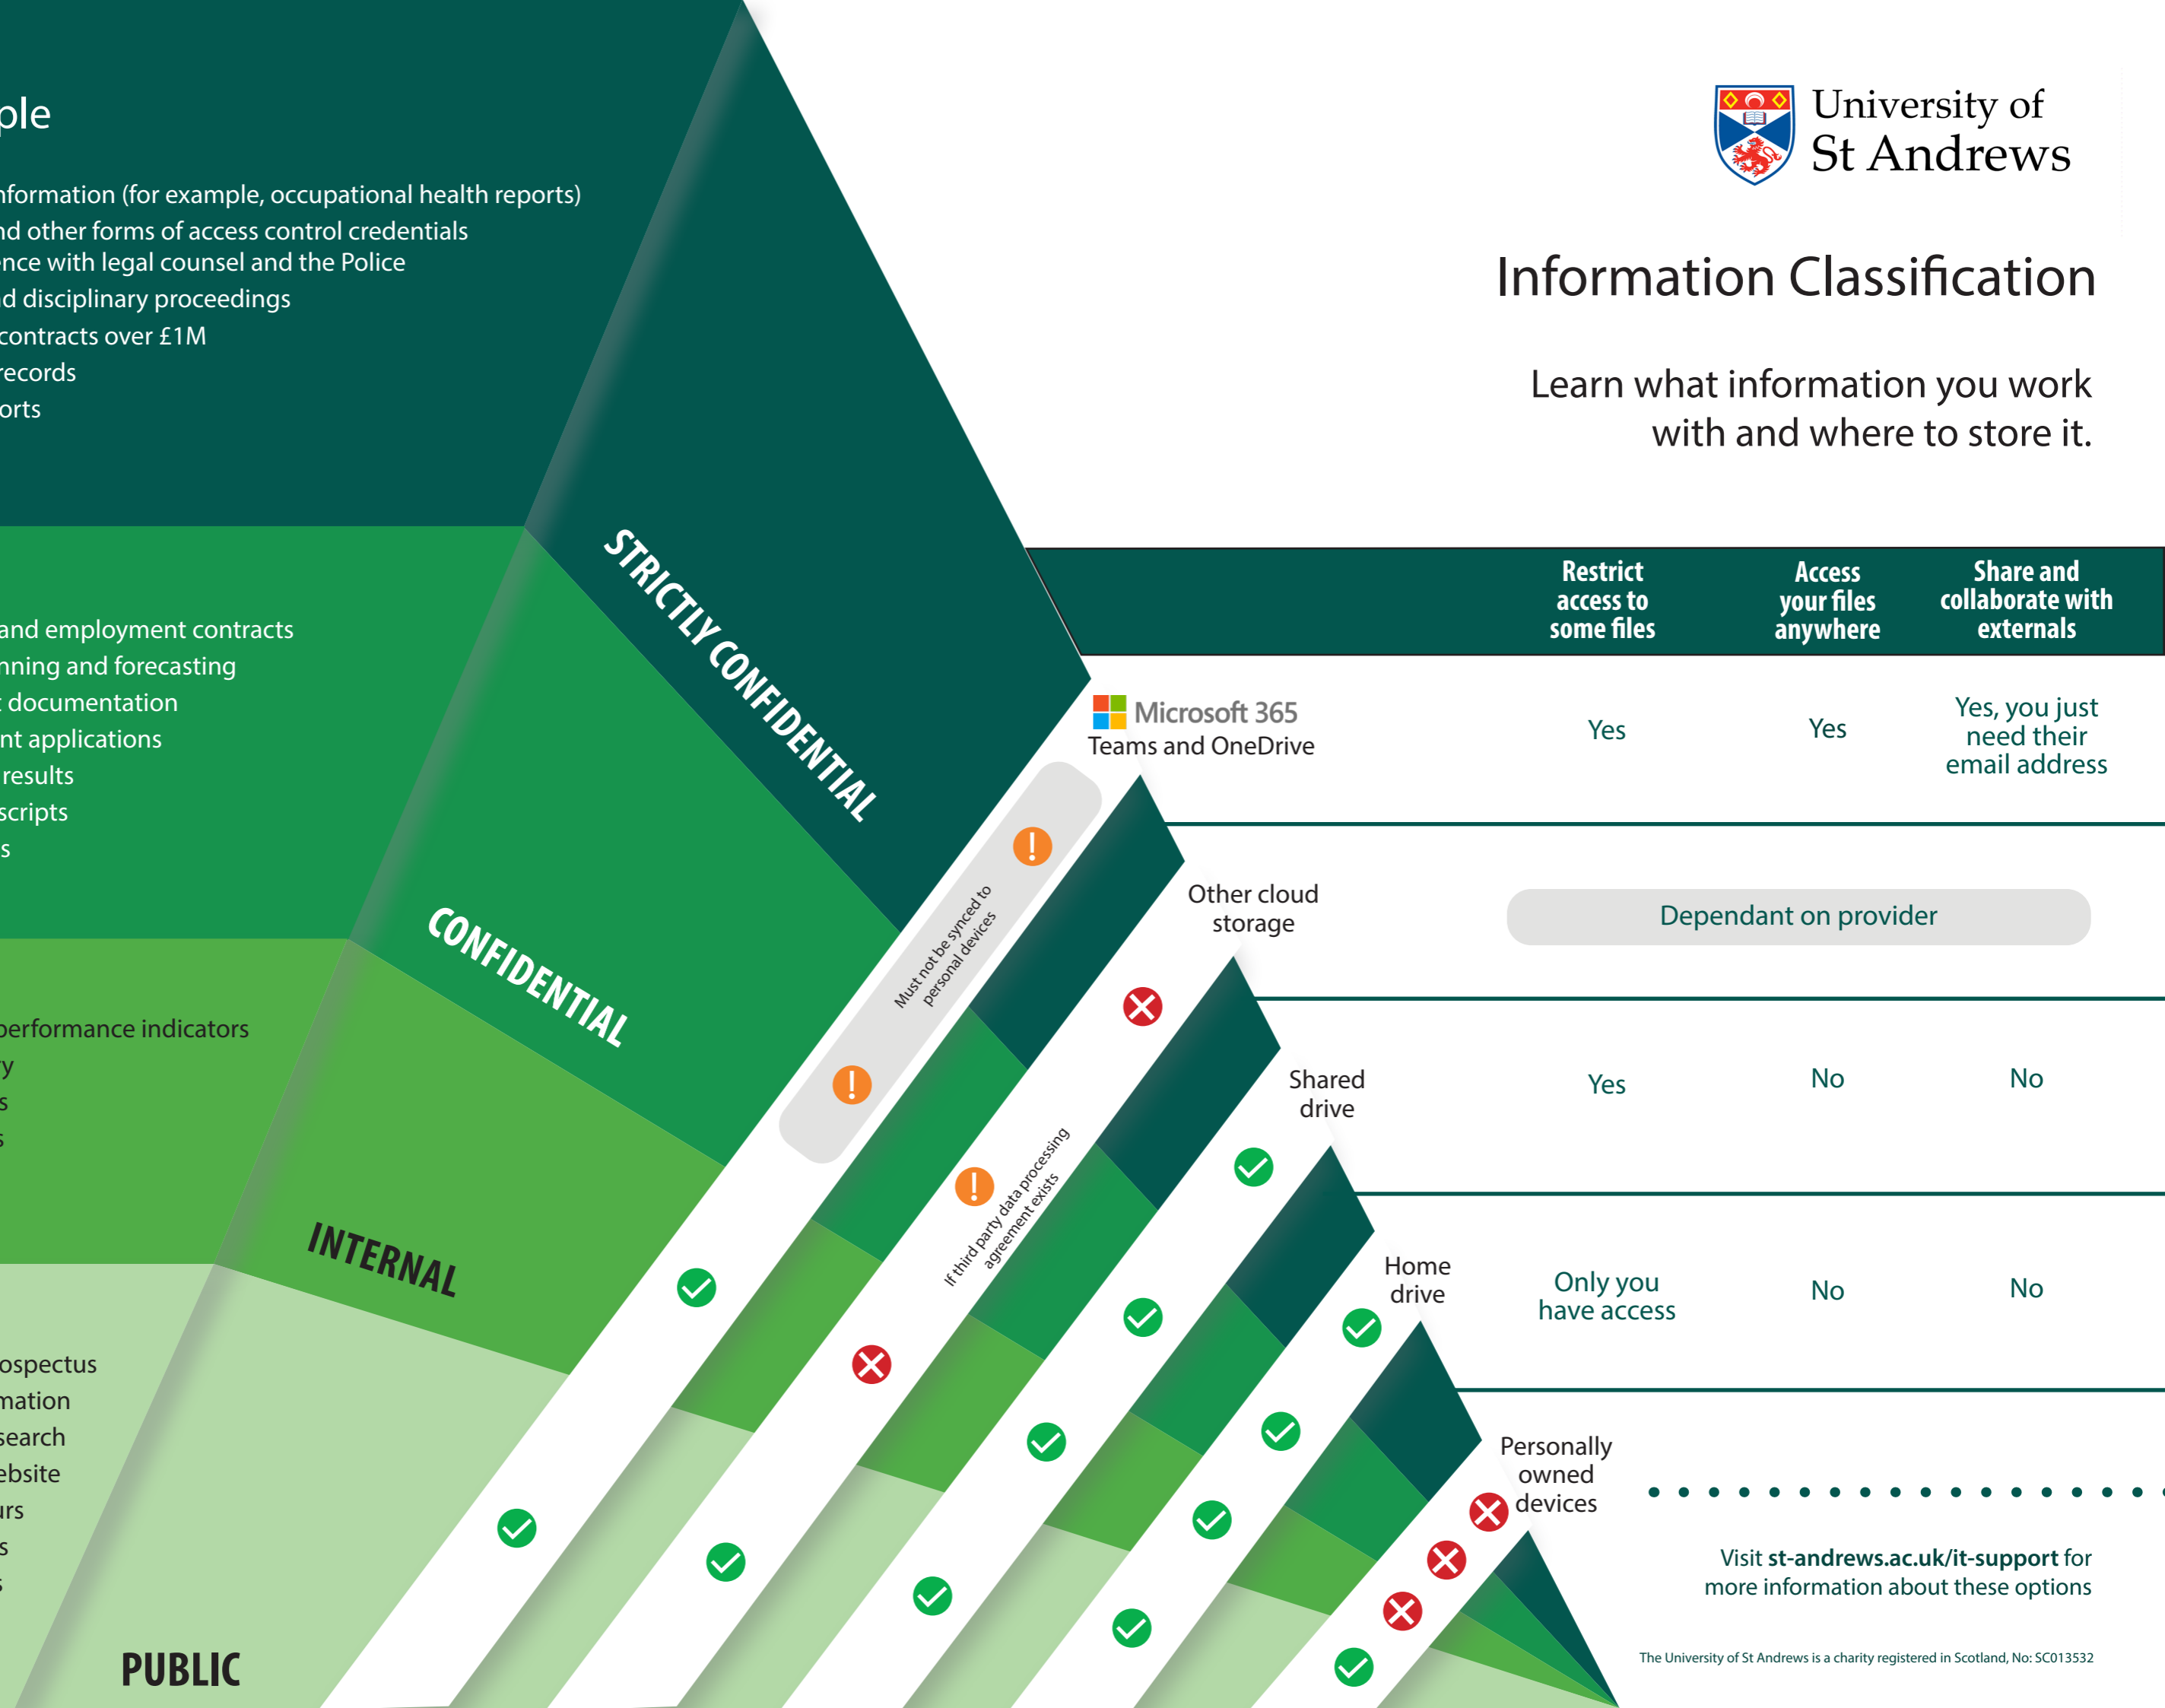 ple
nformation (for example, occupational health reports)
nd other forms of access control credentials
ence with legal counsel and the Police
d disciplinary proceedings
contracts over £1M
records
orts
and employment contracts
nning and forecasting
documentation
nt applications
results
scripts
s
performance indicators
ry
s
s
ospectus
mation
search
ebsite
urs
s
s
STRICTLY CONFIDENTIAL
CONFIDENTIAL
INTERNAL
PUBLIC
University of
St Andrews
Information Classification
Learn what information you work
with and where to store it.
Restrict
access to
some files
Access
your files
anywhere
Share and
collaborate with
externals
Microsoft 365
Teams and OneDrive
Yes
Yes
Yes, you just
need their
email address
Must not be synced to
personal devices
Other cloud
storage
Dependant on provider
If third party data processing
agreement exists
Shared
drive
Yes
No
No
Home
drive
Only you
have access
No
No
Personally
owned
devices
Visit st-andrews.ac.uk/it-support for
more information about these options
The University of St Andrews is a charity registered in Scotland, No: SC013532